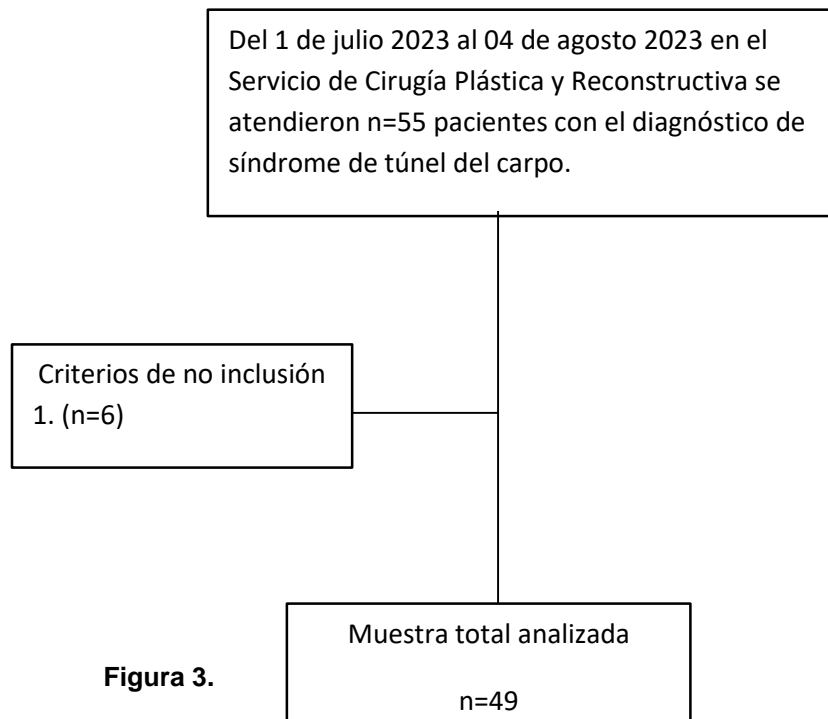 Del 1 de julio 2023 al 04 de agosto 2023 en el
Servicio de Cirugía Plástica y Reconstructiva se
atendieron n=55 pacientes con el diagnóstico de
síndrome de túnel del carpo.
Criterios de no inclusión
1. (n=6)
Muestra total analizada
n=49
Figura 3.